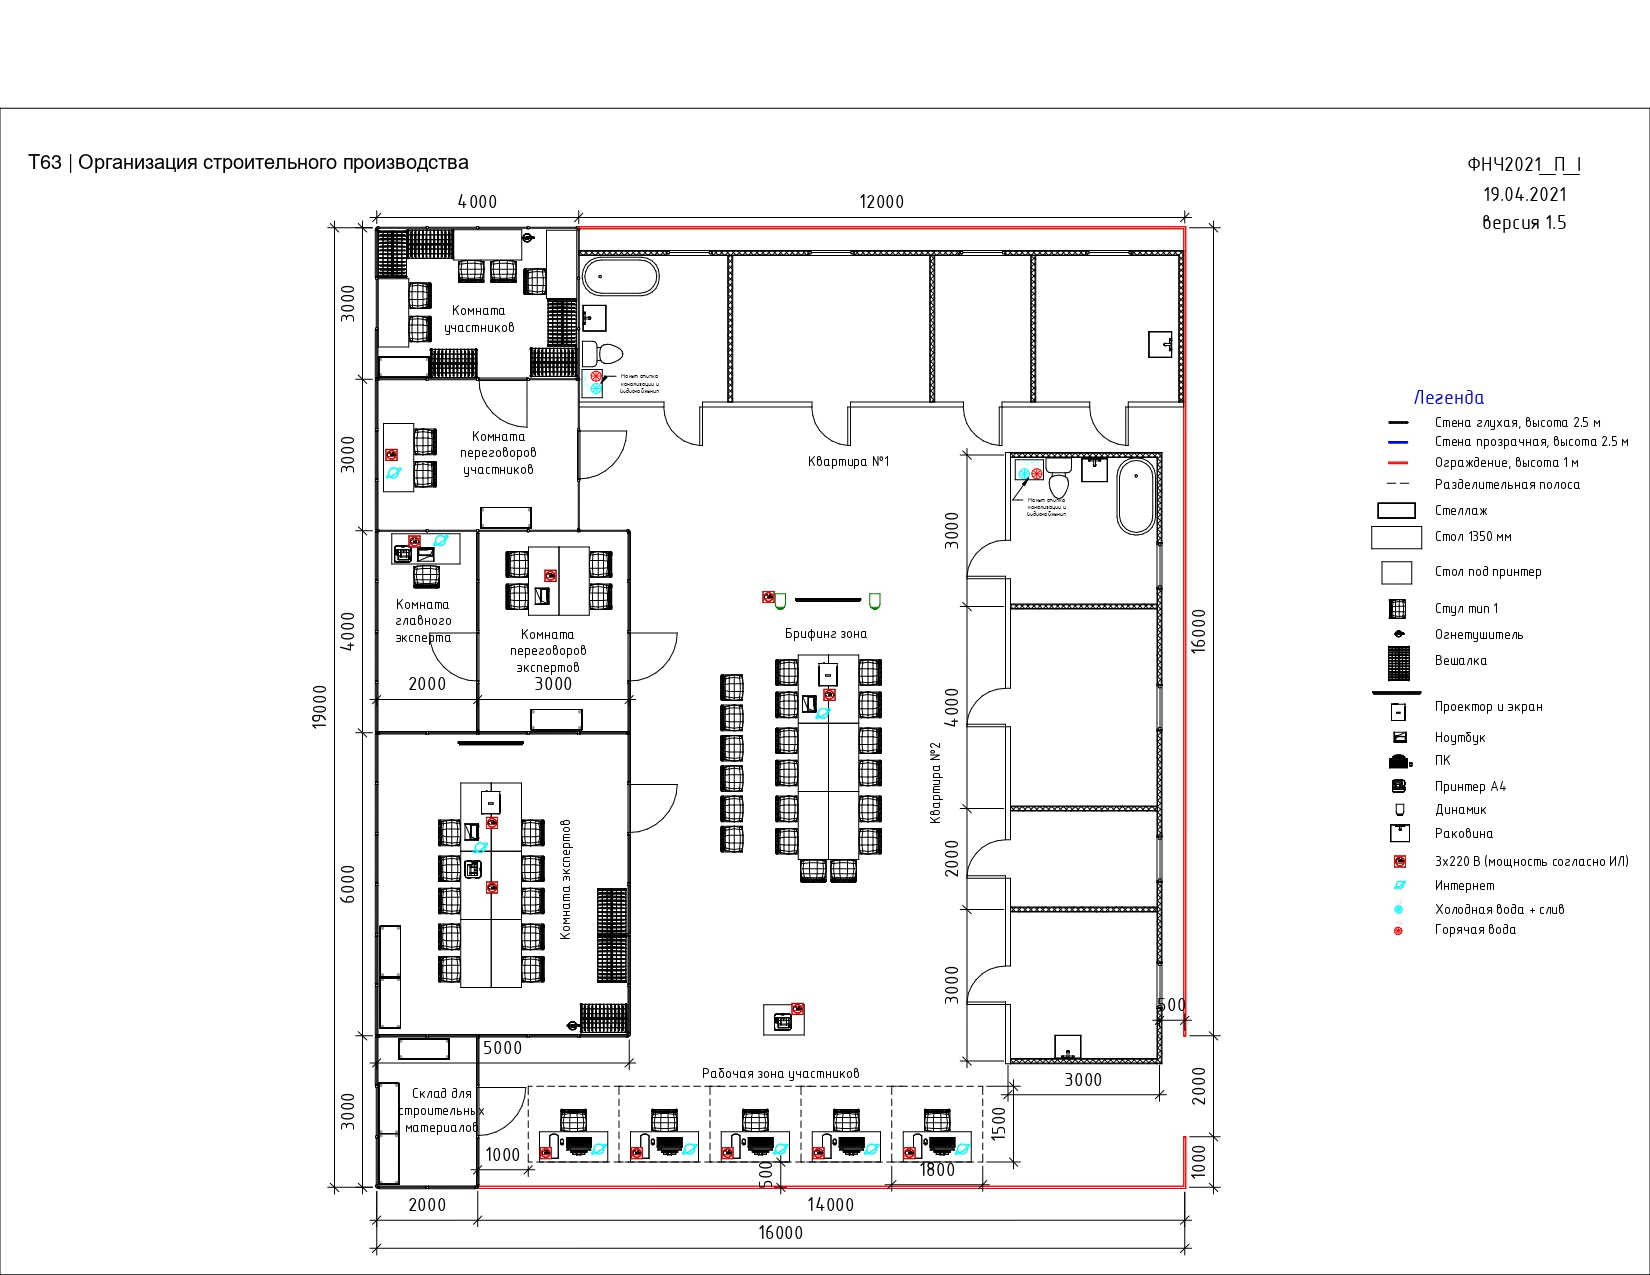 Т63 | Организация строительного производства
ФНЧ2021_П_I
19.04.2021
версия 1.5
4000
12000
3000
Комната
участников
Макет стипка
канализации и
видиснабжения
3000
Комната
переговоров
участников
Квартира №1
Легенда
Стена глухая, высота 2.5 м
Стена прозрачная, высота 2.5 м
Ограждение, высота 1 м
Разделительная полоса
Стеллаж
Стол 1350 мм
Стол под принтер
Стул тип 1
Огнетушитель
Вешалка
Проектор и экран
Ноутбук
ПК
Принтер А4
Динамик
Раковина
3х220 В (мощность согласно ИЛ)
Интернет
Холодная вода + слив
Горячая вода
3000
4000
Комната
главного
эксперта
Комната
переговоров
экспертов
2000
3000
Брифинг зона
16000
19000
4000
Квартира №2
6000
Комната экспертов
2000
3000
500
5000
3000
Рабочая зона участников
3000
2000
Склад для
строительных
материалов
1500
1000
500
1800
1000
2000
14000
16000